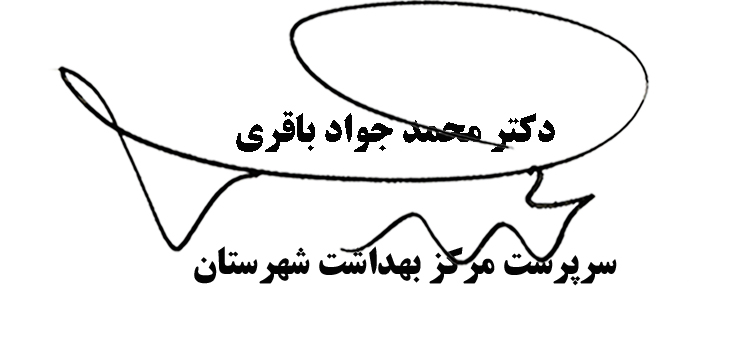 دکتر محمد جواد باقری
سرپرست مرکز بهداشت شهرستان